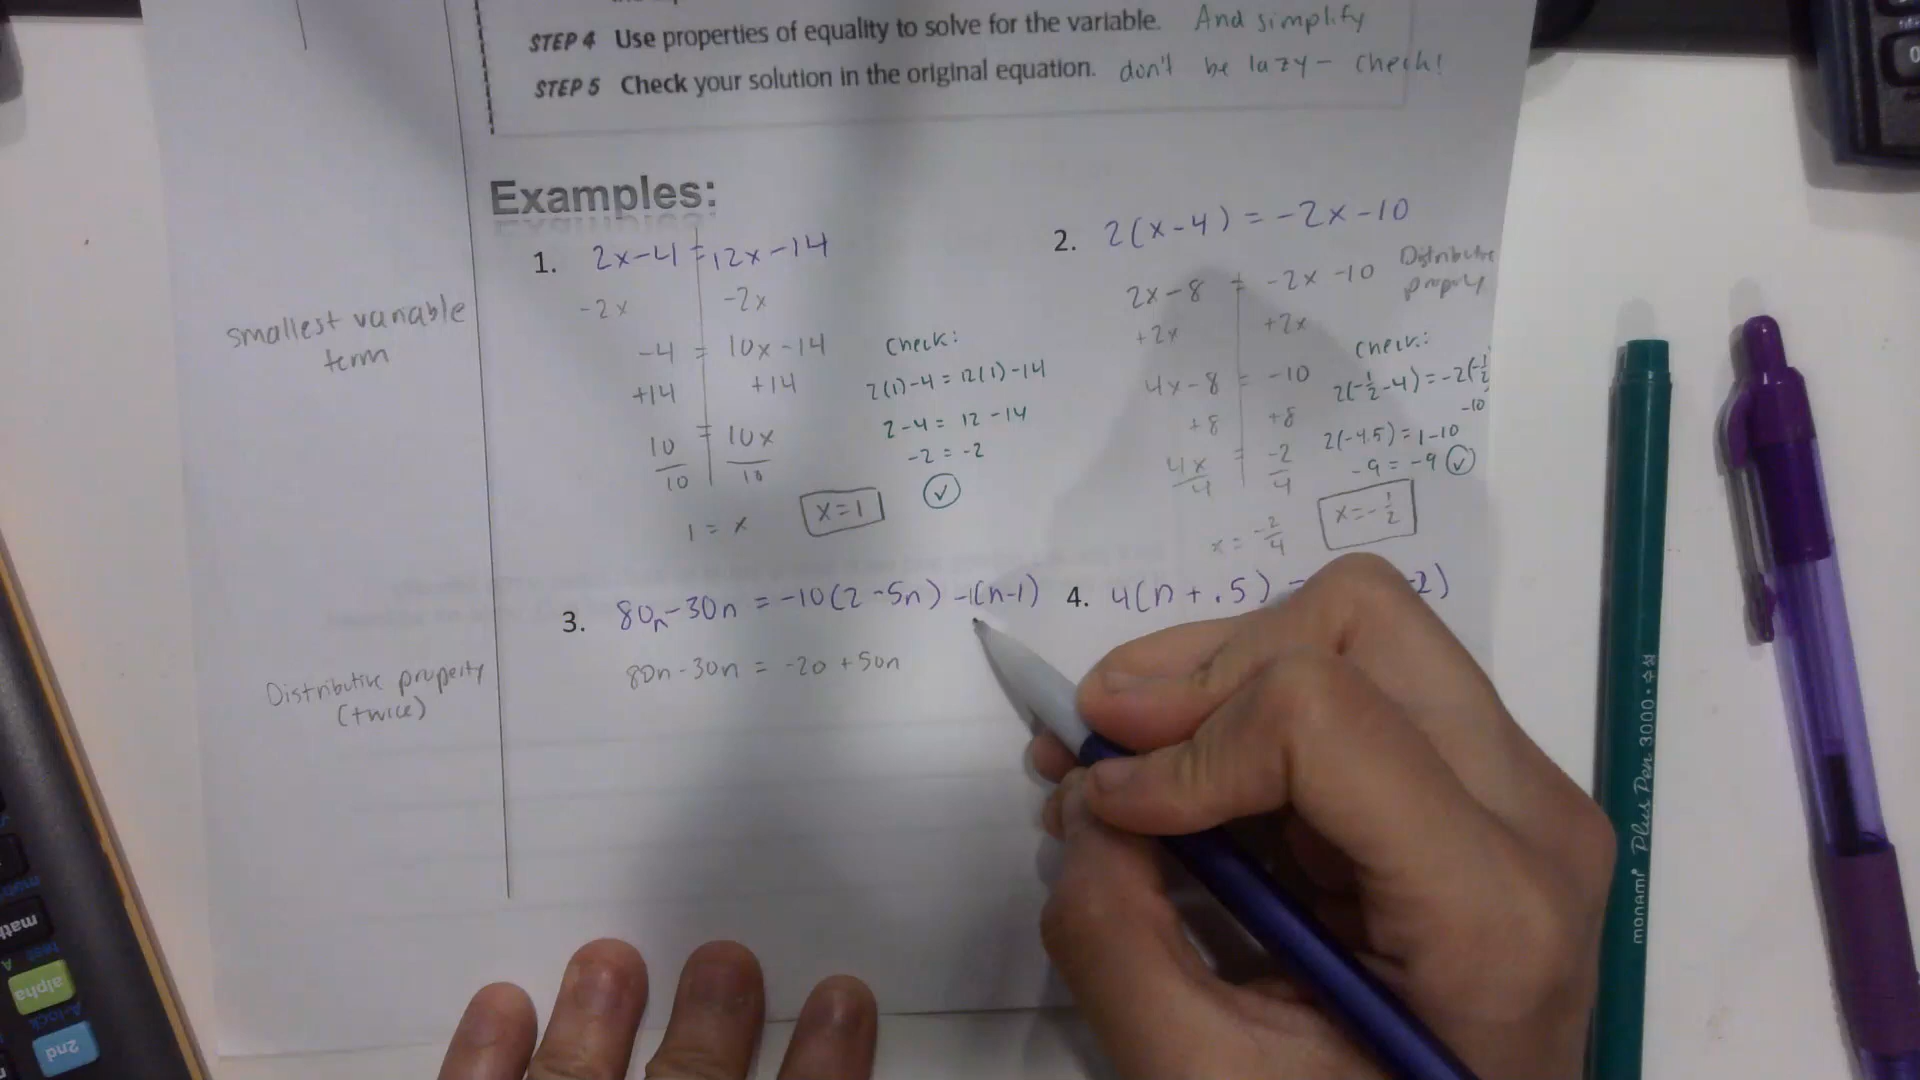 STEP 4 Use properties of equality to solve for the variable. And simplify
STEP 5 Check your solution in the original equation. don't be lazy - check!
Examples:
1. 2x-4 = 12x-14
-2x -2x
-4 = 10x-14
+14 +14
10 = 10x
10 10
1 = x
x=1
check:
2(1)-4=12(1)-14
2-4= 12-14
-2 = -2
✓
smallest variable
term
2. 2(x-4) = -2x-10
2x-8 = -2x-10
Distributive
property
+2x +2x
4x-8 = -10
+8 +8
4x = -2
4 4
x = -2/4
x=-1/2
check:
2(-1/2-4)=-2(-1/2)
-10
2(-4.5)=1-10
-9=-9 ✓
3. 80n-30n = -10(2-5n) -1(n-1)
80n-30n = -20 +50n
Distributive property
(twice)
4. 4(n+.5) = -2)
monami Plus Pen 3000 • 수성
math
alpha
A-lock
2nd